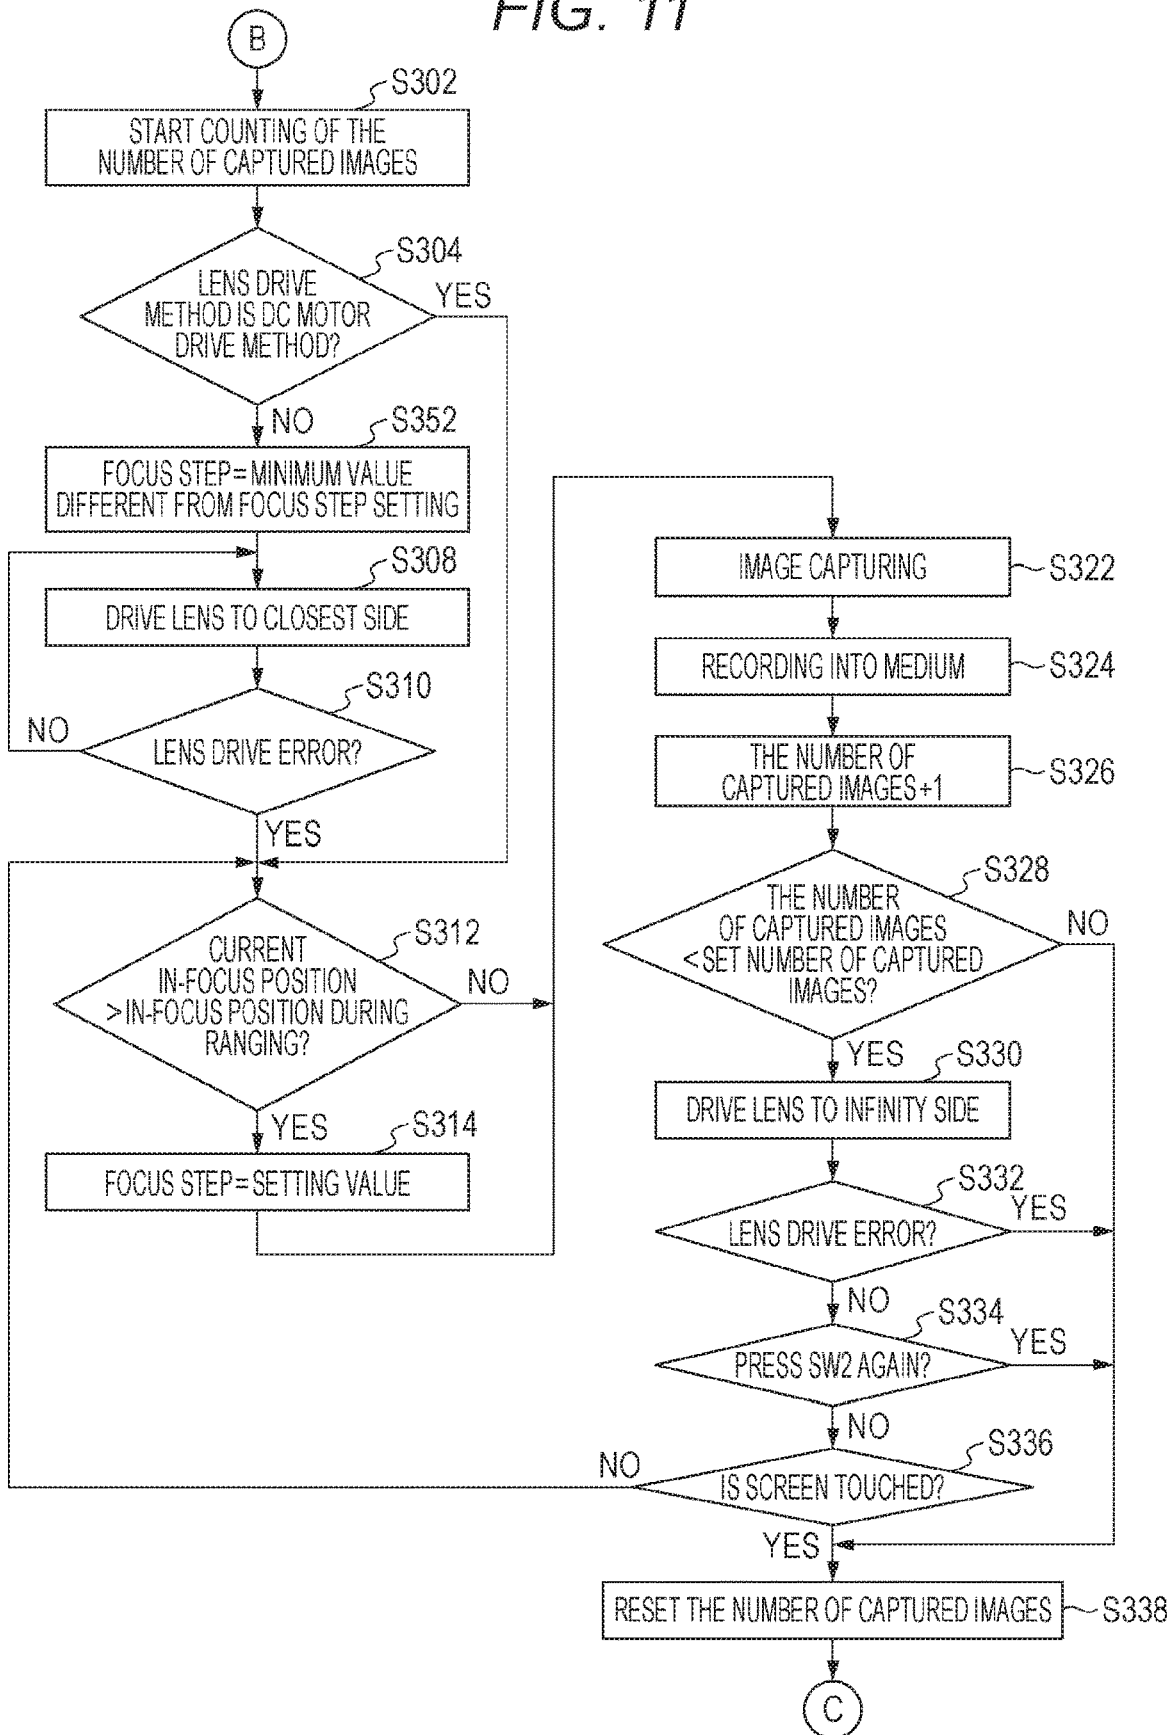 FIG. 11
B
S302
START COUNTING OF THE
NUMBER OF CAPTURED IMAGES
S304
LENS DRIVE
METHOD IS DC MOTOR
DRIVE METHOD?
YES
NO
S352
FOCUS STEP=MINIMUM VALUE
DIFFERENT FROM FOCUS STEP SETTING
S308
DRIVE LENS TO CLOSEST SIDE
S310
NO
LENS DRIVE ERROR?
YES
S312
CURRENT
IN-FOCUS POSITION
>IN-FOCUS POSITION DURING
RANGING?
NO
YES
S314
FOCUS STEP=SETTING VALUE
IMAGE CAPTURING
S322
RECORDING INTO MEDIUM
S324
THE NUMBER OF
CAPTURED IMAGES+1
S326
S328
THE NUMBER
OF CAPTURED IMAGES
<SET NUMBER OF CAPTURED
IMAGES?
NO
YES
S330
DRIVE LENS TO INFINITY SIDE
S332
LENS DRIVE ERROR?
YES
NO
S334
PRESS SW2 AGAIN?
YES
NO
S336
NO
IS SCREEN TOUCHED?
YES
RESET THE NUMBER OF CAPTURED IMAGES
S338
C